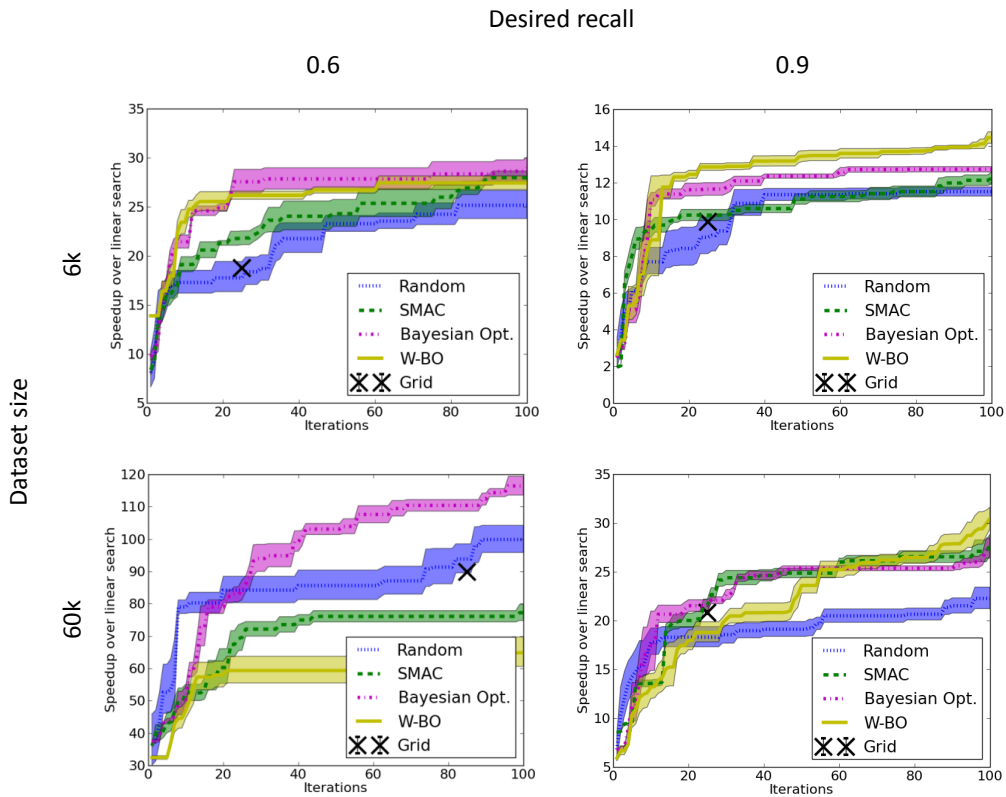 Desired recall
0.6
0.9
Dataset size
6k
60k
35
30
25
20
15
10
5
0 20 40 60 80 100
Speedup over linear search
Iterations
Random
SMAC
Bayesian Opt.
W-BO
Grid
16
14
12
10
8
6
4
2
0
0 20 40 60 80 100
Speedup over linear search
Iterations
Random
SMAC
Bayesian Opt.
W-BO
Grid
120
110
100
90
80
70
60
50
40
30
0 20 40 60 80 100
Speedup over linear search
Iterations
Random
SMAC
Bayesian Opt.
W-BO
Grid
35
30
25
20
15
10
5
0 20 40 60 80 100
Speedup over linear search
Iterations
Random
SMAC
Bayesian Opt.
W-BO
Grid